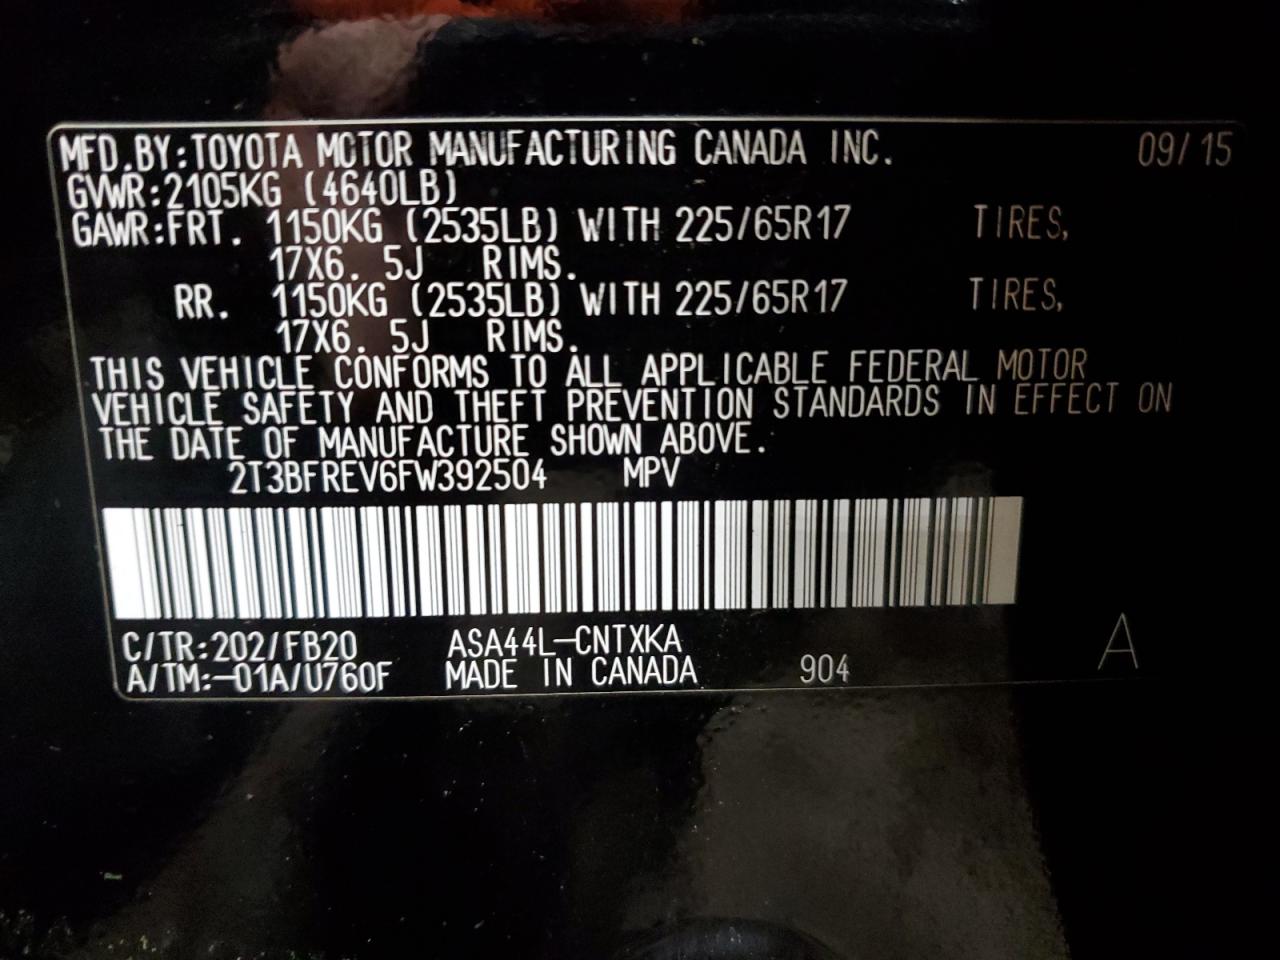 MFD.BY:TOYOTA MOTOR MANUFACTURING CANADA INC. 09/15
GVWR:2105KG (4640LB)
GAWR:FRT. 1150KG (2535LB) WITH 225/65R17 TIRES,
17X6. 5J RIMS.
RR. 1150KG (2535LB) WITH 225/65R17 TIRES,
17X6. 5J RIMS.
THIS VEHICLE CONFORMS TO ALL APPLICABLE FEDERAL MOTOR
VEHICLE SAFETY AND THEFT PREVENTION STANDARDS IN EFFECT ON
THE DATE OF MANUFACTURE SHOWN ABOVE.
2T3BFREV6FW392504 MPV
C/TR:202/FB20 ASA44L-CNTXKA A
A/TM:-01A/U760F MADE IN CANADA 904